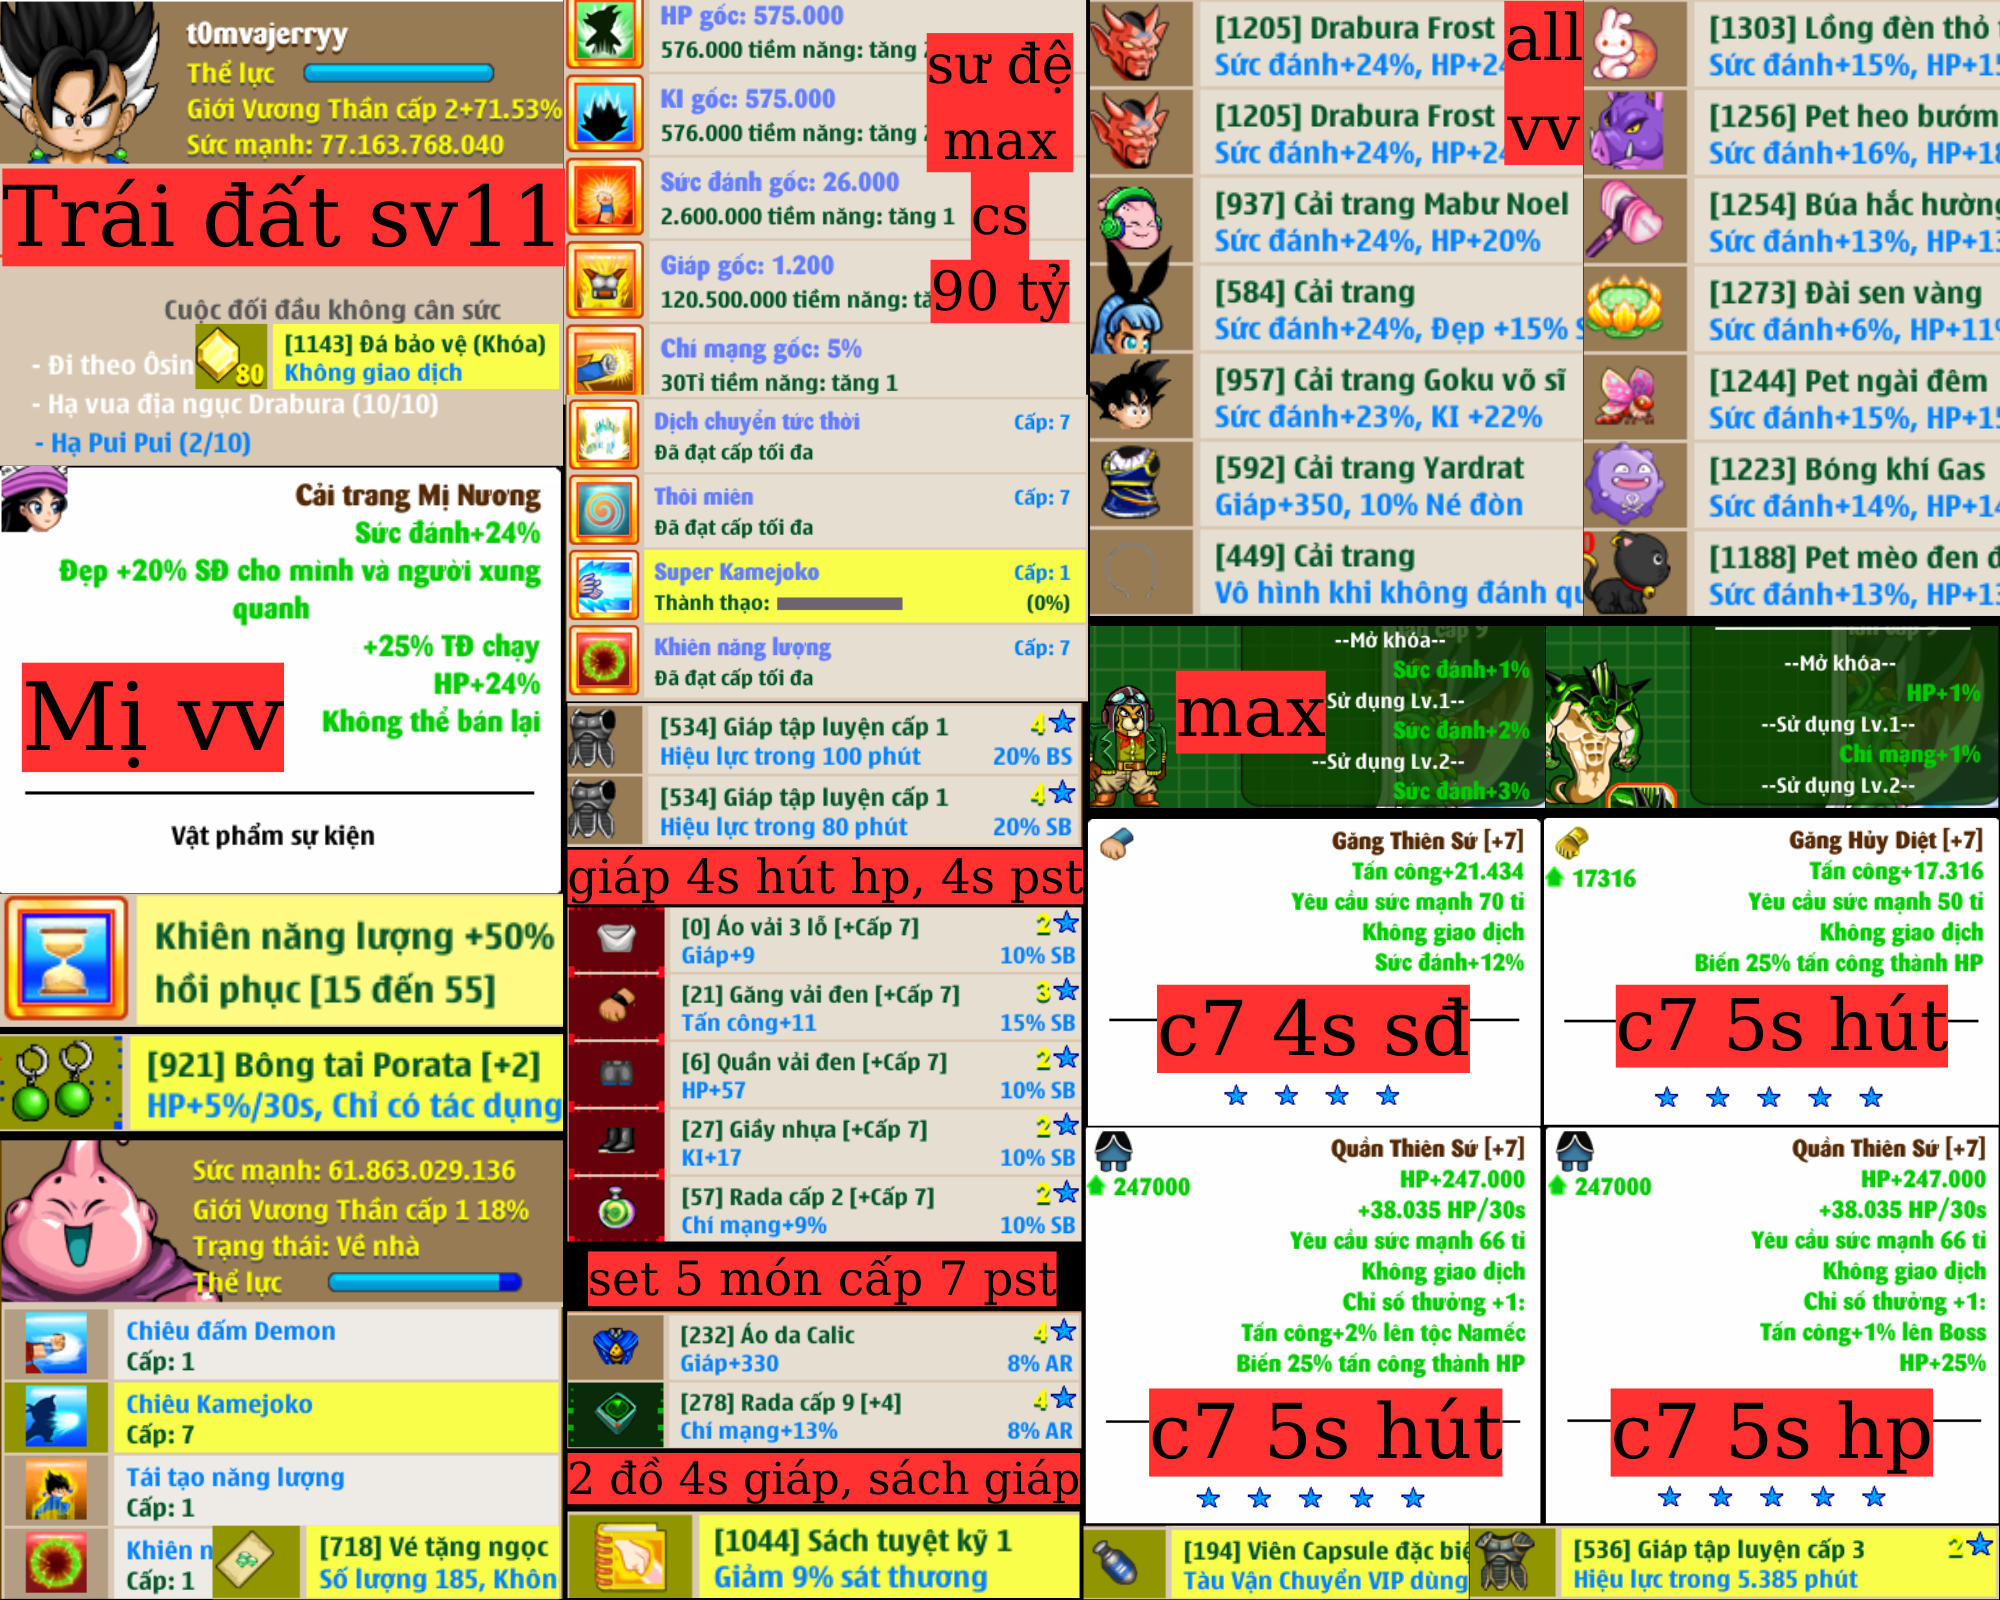 t0mvajerryy
Thể lực
Giới Vương Thần cấp 2+71.53%
Sức mạnh: 77.163.768.040
Trái đất sv11
Cuộc đối đầu không cân sức
- Đi theo Ôsin
80
[1143] Đá bảo vệ (Khóa)
Không giao dịch
- Hạ vua địa ngục Drabura (10/10)
- Hạ Pui Pui (2/10)
Cải trang Mị Nương
Sức đánh+24%
Đẹp +20% SĐ cho mình và người xung
quanh
+25% TĐ chạy
HP+24%
Không thể bán lại
Mị vv
Vật phẩm sự kiện
Khiên năng lượng +50%
hồi phục [15 đến 55]
[921] Bông tai Porata [+2]
HP+5%/30s, Chỉ có tác dụng
Sức mạnh: 61.863.029.136
Giới Vương Thần cấp 1 18%
Trạng thái: Về nhà
Thể lực
Chiêu đấm Demon
Cấp: 1
Chiêu Kamejoko
Cấp: 7
Tái tạo năng lượng
Cấp: 1
Khiên n
Cấp: 1
[718] Vé tặng ngọc
Số lượng 185, Khôn
HP gốc: 575.000
576.000 tiềm năng: tăng
KI gốc: 575.000
576.000 tiềm năng: tăng
Sức đánh gốc: 26.000
2.600.000 tiềm năng: tăng 1
Giáp gốc: 1.200
120.500.000 tiềm năng: tă
Chí mạng gốc: 5%
30Tỉ tiềm năng: tăng 1
sư đệ
max
cs
90 tỷ
Dịch chuyển tức thời Cấp: 7
Đã đạt cấp tối đa
Thôi miên Cấp: 7
Đã đạt cấp tối đa
Super Kamejoko Cấp: 1
Thành thạo: (0%)
Khiên năng lượng Cấp: 7
Đã đạt cấp tối đa
[534] Giáp tập luyện cấp 1 4
Hiệu lực trong 100 phút 20% BS
[534] Giáp tập luyện cấp 1 4
Hiệu lực trong 80 phút 20% SB
giáp 4s hút hp, 4s pst
[0] Áo vải 3 lỗ [+Cấp 7] 2
Giáp+9 10% SB
[21] Găng vải đen [+Cấp 7] 3
Tấn công+11 15% SB
[6] Quần vải đen [+Cấp 7] 2
HP+57 10% SB
[27] Giầy nhựa [+Cấp 7] 2
KI+17 10% SB
[57] Rada cấp 2 [+Cấp 7] 2
Chí mạng+9% 10% SB
set 5 món cấp 7 pst
[232] Áo da Calic 4
Giáp+330 8% AR
[278] Rada cấp 9 [+4] 4
Chí mạng+13% 8% AR
2 đồ 4s giáp, sách giáp
[1044] Sách tuyệt kỹ 1
Giảm 9% sát thương
[1205] Drabura Frost
Sức đánh+24%, HP+24
[1205] Drabura Frost
Sức đánh+24%, HP+24
all
vv
[937] Cải trang Mabư Noel
Sức đánh+24%, HP+20%
[584] Cải trang
Sức đánh+24%, Đẹp +15% S
[957] Cải trang Goku võ sĩ
Sức đánh+23%, KI +22%
[592] Cải trang Yardrat
Giáp+350, 10% Né đòn
[449] Cải trang
Vô hình khi không đánh qu
[1303] Lồng đèn thỏ
Sức đánh+15%, HP+15
[1256] Pet heo bướm
Sức đánh+16%, HP+18
[1254] Búa hắc hường
Sức đánh+13%, HP+13
[1273] Đài sen vàng
Sức đánh+6%, HP+11%
[1244] Pet ngài đêm
Sức đánh+15%, HP+15
[1223] Bóng khí Gas
Sức đánh+14%, HP+14
[1188] Pet mèo đen đ
Sức đánh+13%, HP+13
--Mở khóa--
Sức đánh+1%
Sử dụng Lv.1--
Sức đánh+2%
--Sử dụng Lv.2--
Sức đánh+3%
max
--Mở khóa--
HP+1%
--Sử dụng Lv.1--
Chí mạng+1%
--Sử dụng Lv.2--
Găng Thiên Sứ [+7]
Tấn công+21.434
Yêu cầu sức mạnh 70 tỉ
Không giao dịch
Sức đánh+12%
c7 4s sđ
Găng Hủy Diệt [+7]
17316
Tấn công+17.316
Yêu cầu sức mạnh 50 tỉ
Không giao dịch
Biến 25% tấn công thành HP
c7 5s hút
Quần Thiên Sứ [+7]
247000
HP+247.000
+38.035 HP/30s
Yêu cầu sức mạnh 66 tỉ
Không giao dịch
Chỉ số thưởng +1:
Tấn công+2% lên tộc Namếc
Biến 25% tấn công thành HP
c7 5s hút
Quần Thiên Sứ [+7]
247000
HP+247.000
+38.035 HP/30s
Yêu cầu sức mạnh 66 tỉ
Không giao dịch
Chỉ số thưởng +1:
Tấn công+1% lên Boss
HP+25%
c7 5s hp
[194] Viên Capsule đặc biệ
Tàu Vận Chuyển VIP dùng
[536] Giáp tập luyện cấp 3 2
Hiệu lực trong 5.385 phút